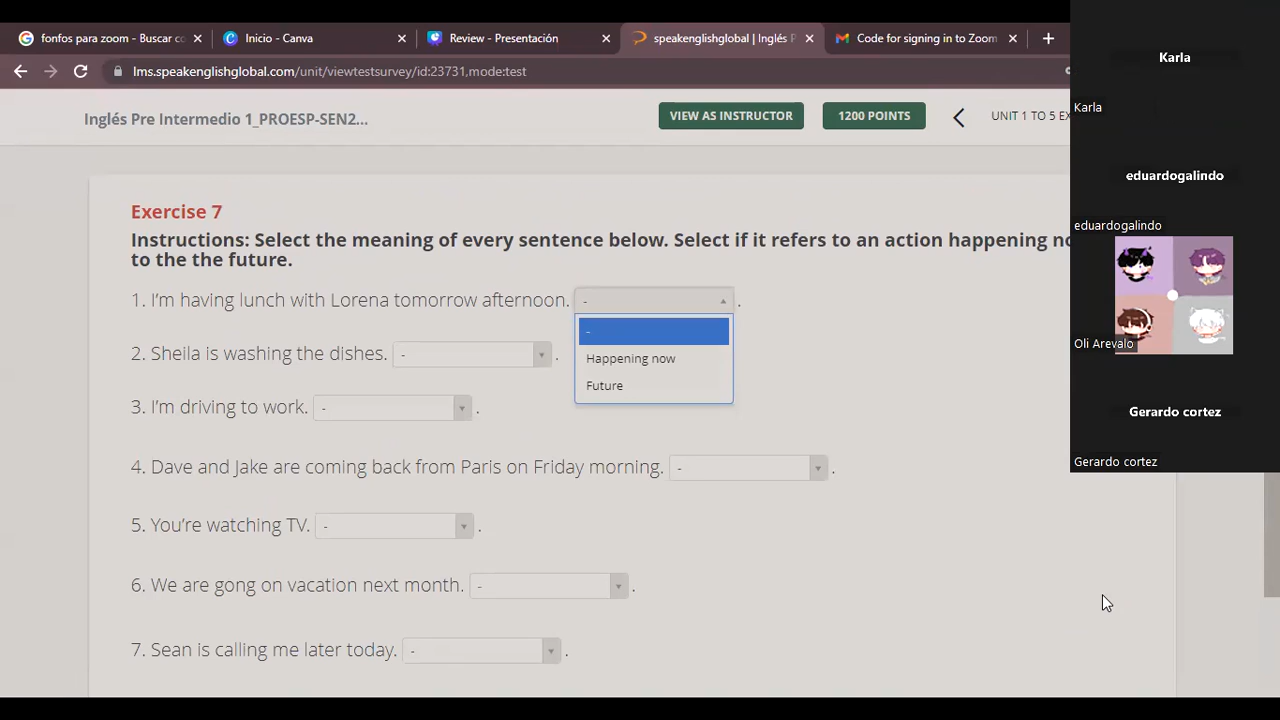 fonfos para zoom - Buscar co
Inicio - Canva
Review - Presentación
speakenglishglobal | Inglés P
Code for signing in to Zoom
lms.speakenglishglobal.com/unit/viewtestsurvey/id:23731,mode:test
Inglés Pre Intermedio 1_PROESP-SEN2...
VIEW AS INSTRUCTOR
1200 POINTS
UNIT 1 TO 5 EX
Karla
Karla
eduardogalindo
eduardogalindo
Oli Arevalo
Gerardo cortez
Gerardo cortez
Exercise 7
Instructions: Select the meaning of every sentence below. Select if it refers to an action happening no
to the the future.
1. I’m having lunch with Lorena tomorrow afternoon. - .
-
Happening now
Future
2. Sheila is washing the dishes. - .
3. I’m driving to work. - .
4. Dave and Jake are coming back from Paris on Friday morning. - .
5. You’re watching TV. - .
6. We are gong on vacation next month. - .
7. Sean is calling me later today. - .